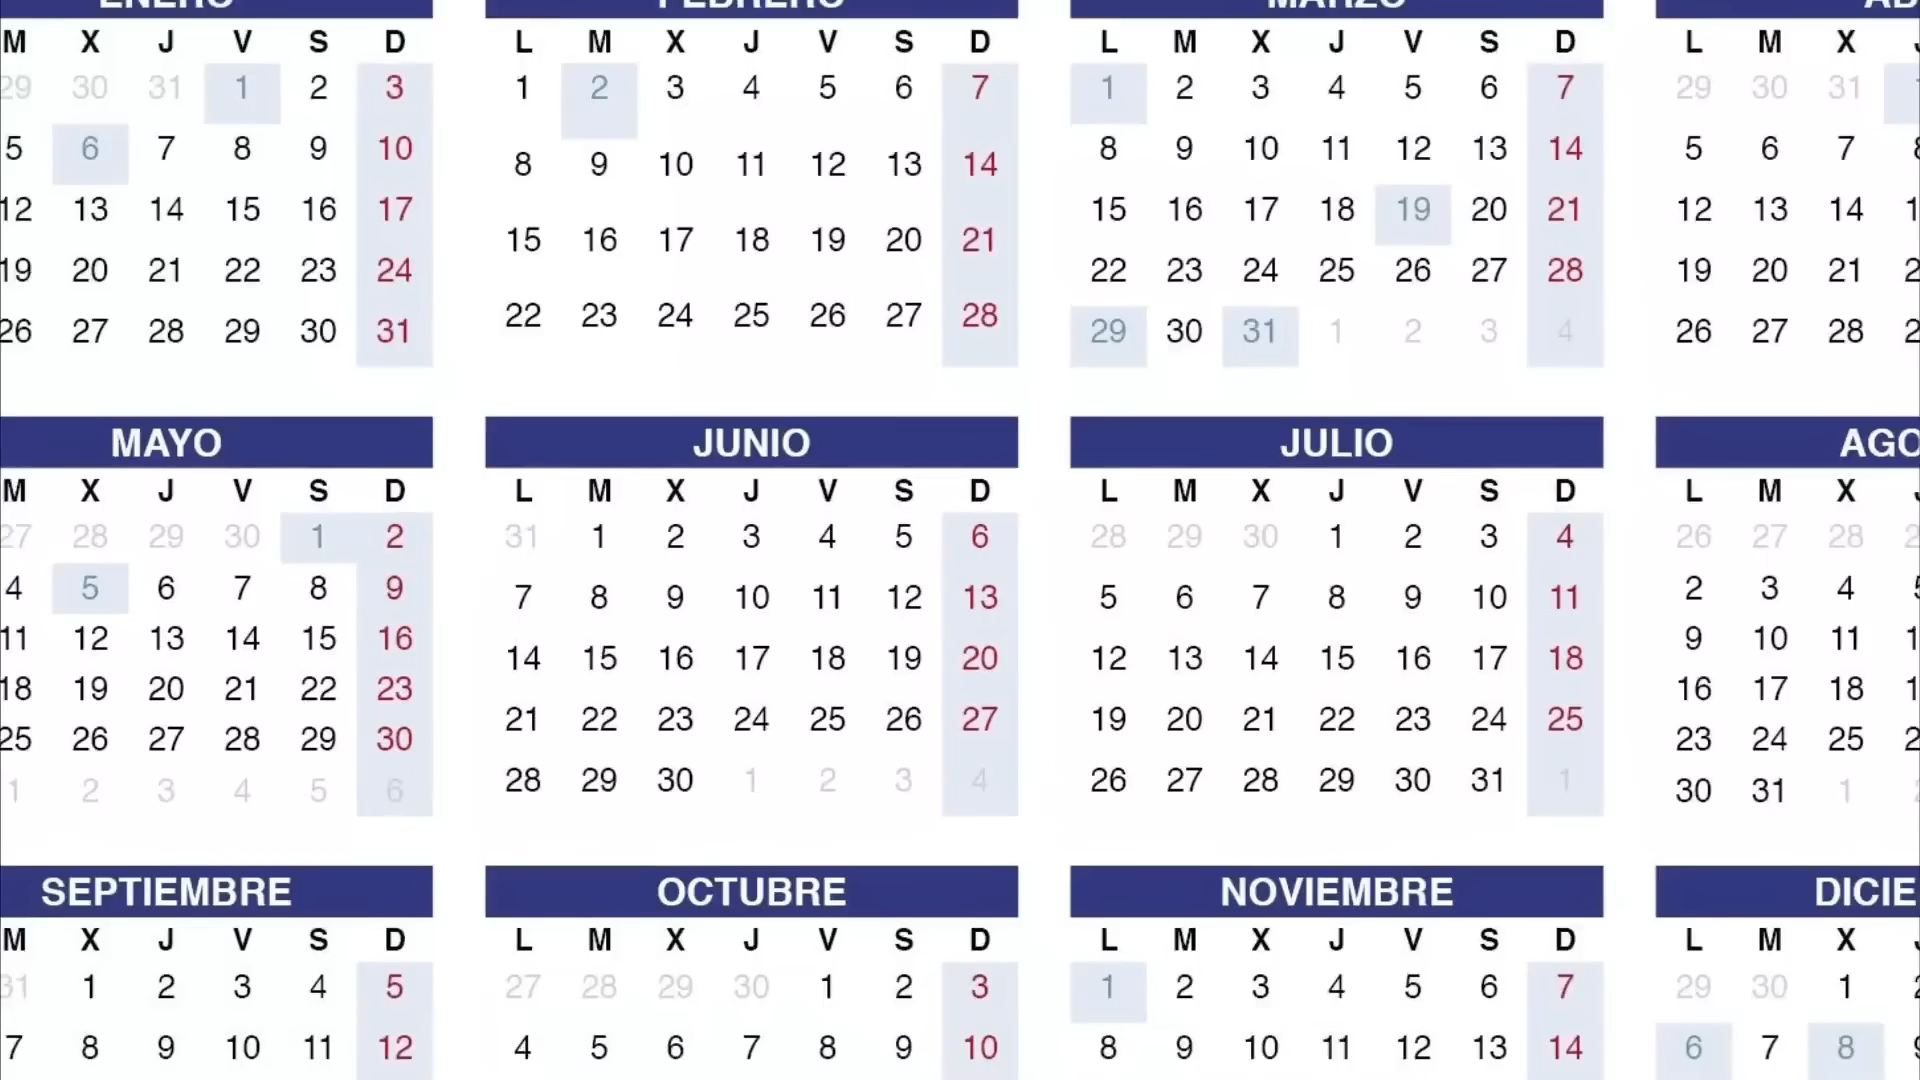 ENERO
M X J V S D
29 30 31 1 2 3
5 6 7 8 9 10
12 13 14 15 16 17
19 20 21 22 23 24
26 27 28 29 30 31
FEBRERO
L M X J V S D
1 2 3 4 5 6 7
8 9 10 11 12 13 14
15 16 17 18 19 20 21
22 23 24 25 26 27 28
MARZO
L M X J V S D
1 2 3 4 5 6 7
8 9 10 11 12 13 14
15 16 17 18 19 20 21
22 23 24 25 26 27 28
29 30 31 1 2 3 4
AB
L M X
29 30 31
5 6 7
12 13 14
19 20 21
26 27 28
MAYO
M X J V S D
27 28 29 30 1 2
4 5 6 7 8 9
11 12 13 14 15 16
18 19 20 21 22 23
25 26 27 28 29 30
1 2 3 4 5 6
JUNIO
L M X J V S D
31 1 2 3 4 5 6
7 8 9 10 11 12 13
14 15 16 17 18 19 20
21 22 23 24 25 26 27
28 29 30 1 2 3 4
JULIO
L M X J V S D
28 29 30 1 2 3 4
5 6 7 8 9 10 11
12 13 14 15 16 17 18
19 20 21 22 23 24 25
26 27 28 29 30 31 1
AGO
L M X
26 27 28
2 3 4
9 10 11
16 17 18
23 24 25
30 31 1
SEPTIEMBRE
M X J V S D
31 1 2 3 4 5
7 8 9 10 11 12
OCTUBRE
L M X J V S D
27 28 29 30 1 2 3
4 5 6 7 8 9 10
NOVIEMBRE
L M X J V S D
1 2 3 4 5 6 7
8 9 10 11 12 13 14
DICIE
L M X
29 30 1
6 7 8